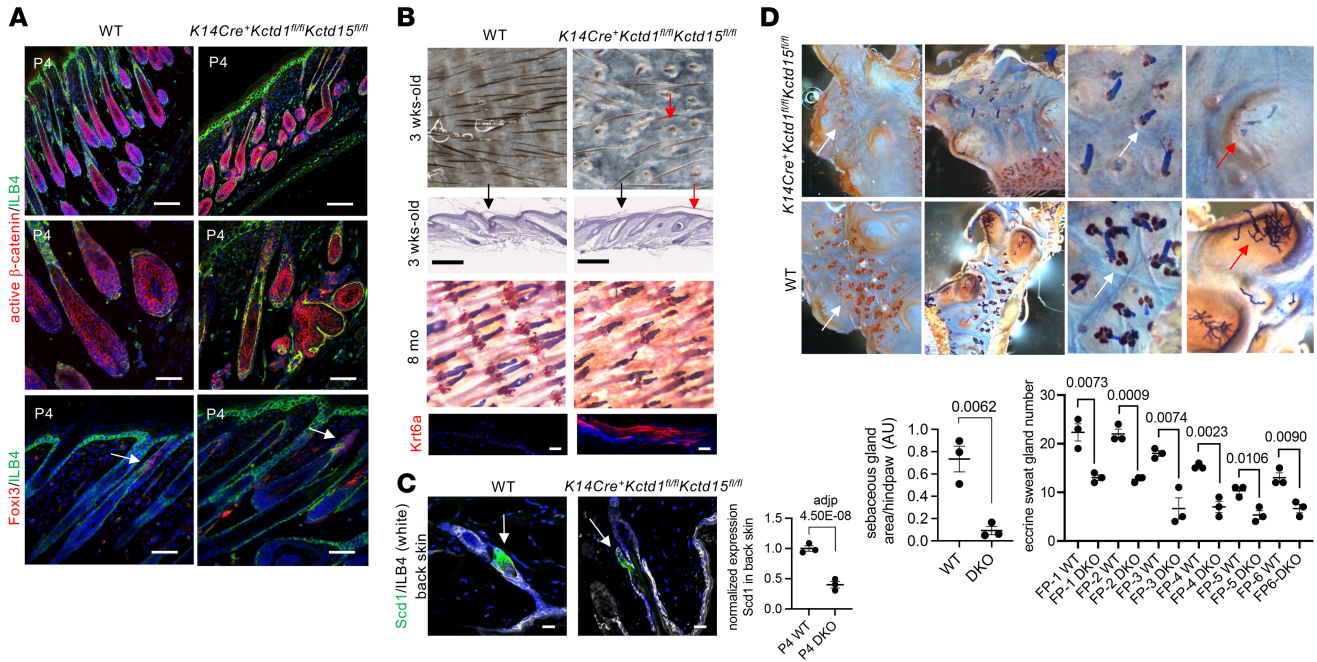 A
WT
K14Cre⁺Kctd1ᶠˡ/ᶠˡKctd15ᶠˡ/ᶠˡ
P4
P4
active β-catenin/ILB4
P4
P4
Foxi3/ILB4
P4
P4
B
WT
K14Cre⁺Kctd1ᶠˡ/ᶠˡKctd15ᶠˡ/ᶠˡ
3 wks-old
3 wks-old
8 mo
Krt6a
C
WT
K14Cre⁺Kctd1ᶠˡ/ᶠˡKctd15ᶠˡ/ᶠˡ
Scd1/ILB4 (white)
back skin
normalized expression
Scd1 in back skin
adjp
4.50E-08
1.5
1.0
0.5
0.0
P4 WT
P4 DKO
D
K14Cre⁺Kctd1ᶠˡ/ᶠˡKctd15ᶠˡ/ᶠˡ
WT
sebaceous gland
area/hindpaw (AU)
0.0062
1.0
0.8
0.6
0.4
0.2
0.0
WT
DKO
eccrine sweat gland number
30
20
10
0
0.0073
0.0009
0.0074
0.0023
0.0106
0.0090
FP-1 WT
FP-1 DKO
FP-2 WT
FP-2 DKO
FP-3 WT
FP-3 DKO
FP-4 WT
FP-4 DKO
FP-5 WT
FP-5 DKO
FP-6 WT
FP6-DKO